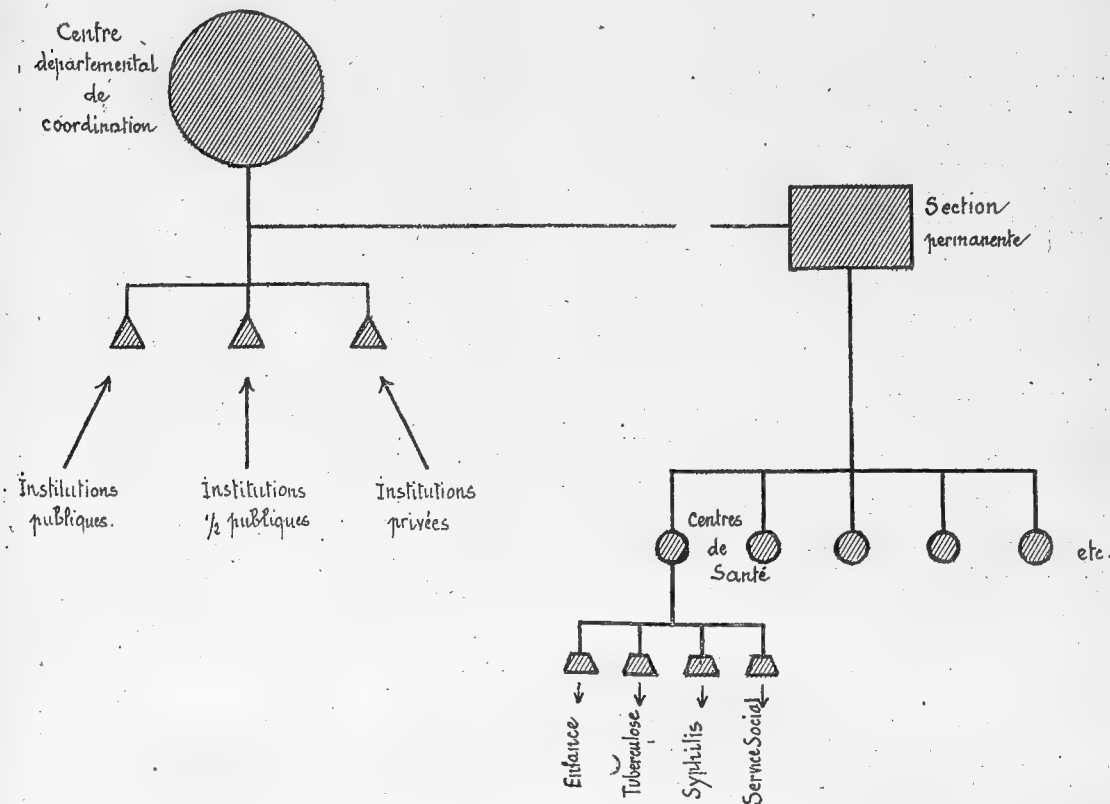 Centre
départemental
de
coordination
Section
permanente
Institutions
publiques.
Institutions
1/2 publiques
Institutions
privées
Centres
de
Santé
etc.
Enfance
Tuberculose
Syphilis
Service Social